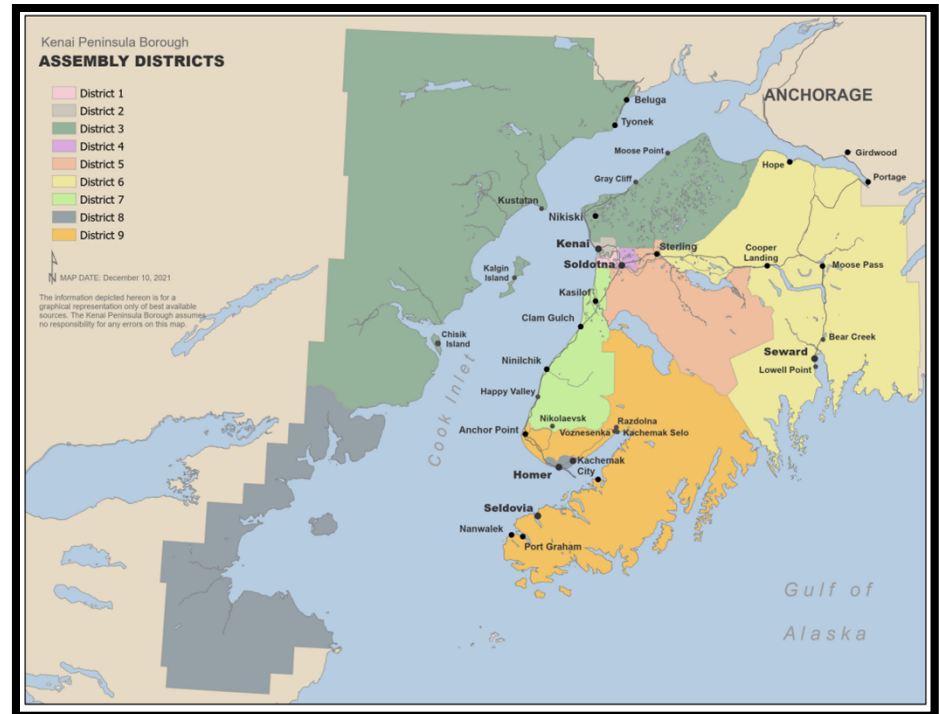 Kenai Peninsula Borough
ASSEMBLY DISTRICTS
District 1
District 2
District 3
District 4
District 5
District 6
District 7
District 8
District 9
N
MAP DATE: December 10, 2021
The information depicted hereon is for a
graphical representation only of best available
sources. The Kenai Peninsula Borough assumes
no responsibility for any errors on this map.
ANCHORAGE
Beluga
Tyonek
Moose Point
Girdwood
Hope
Portage
Gray Cliff
Kustatan
Nikiski
Kenai
Sterling
Cooper
Landing
Soldotna
Moose Pass
Kalgin
Island
Kasilof
Clam Gulch
Chisik
Island
Bear Creek
Seward
Lowell Point
Ninilchik
Cook Inlet
Happy Valley
Nikolaevsk
Razdolna
Anchor Point
Voznesenka
Kachemak Selo
Kachemak
City
Homer
Seldovia
Nanwalek
Port Graham
Gulf of
Alaska